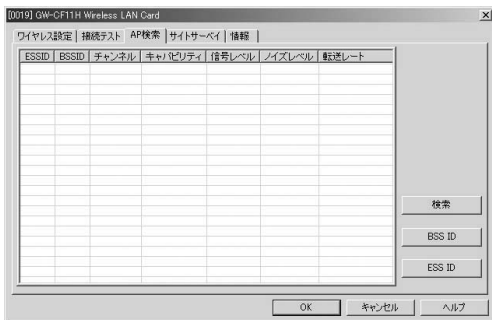 [0019] GW-CF11H Wireless LAN Card
ワイヤレス設定 接続テスト AP検索 サイトサーベイ 情報
ESSID BSSID チャンネル キャパビリティ 信号レベル ノイズレベル 転送レート
検索
BSS ID
ESS ID
OK キャンセル ヘルプ